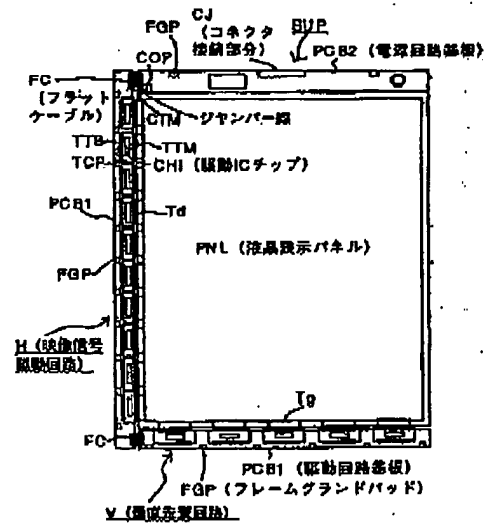 CJ
(コネクタ
接続部分)
FGP
BUP
COP
PCB2 (電源回路基板)
FC
(フラット
ケーブル)
CTM
ジャンパー線
TTB
TTM
TCP
CHI (駆動ICチップ)
PCB1
Td
PNL (液晶表示パネル)
FGP
H (映像信号
駆動回路)
Tg
FC
PCB1 (駆動回路基板)
FGP (フレームグランドパッド)
V (垂直走査回路)